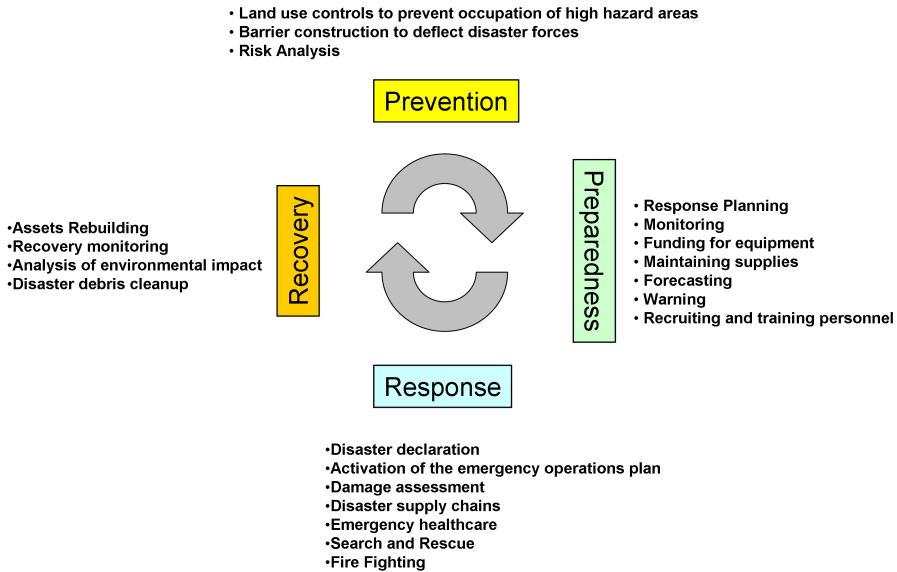 • Land use controls to prevent occupation of high hazard areas
• Barrier construction to deflect disaster forces
• Risk Analysis
Prevention
Preparedness
• Response Planning
• Monitoring
• Funding for equipment
• Maintaining supplies
• Forecasting
• Warning
• Recruiting and training personnel
Recovery
•Assets Rebuilding
•Recovery monitoring
•Analysis of environmental impact
•Disaster debris cleanup
Response
•Disaster declaration
•Activation of the emergency operations plan
•Damage assessment
•Disaster supply chains
•Emergency healthcare
•Search and Rescue
•Fire Fighting